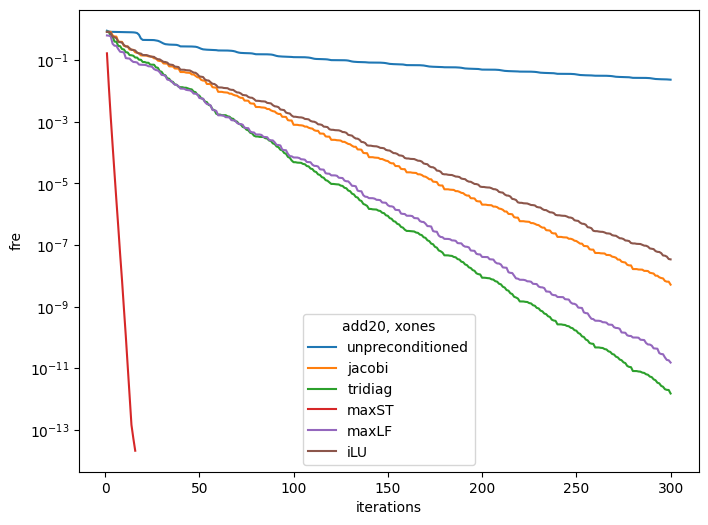 10⁻¹
10⁻³
10⁻⁵
10⁻⁷
10⁻⁹
10⁻¹¹
10⁻¹³
fre
add20, xones
unpreconditioned
jacobi
tridiag
maxST
maxLF
iLU
0 50 100 150 200 250 300
iterations